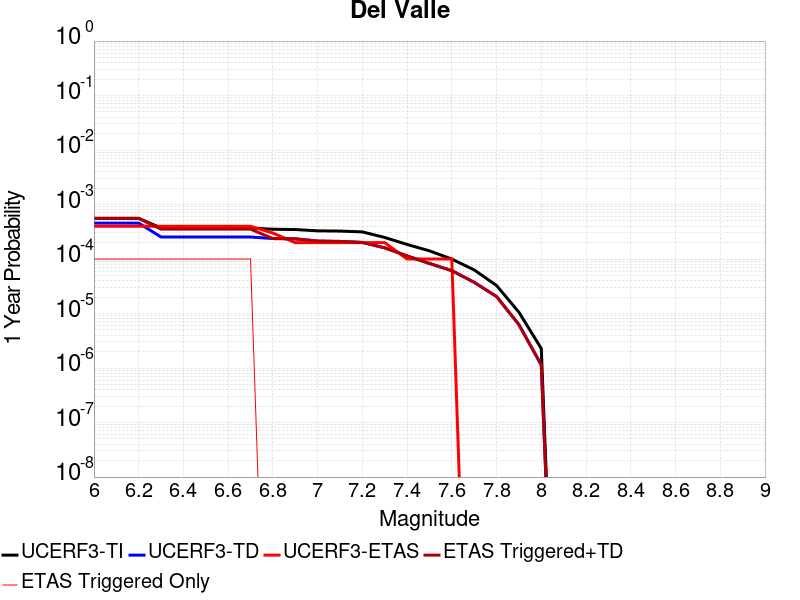 Del Valle
10^0
10^-1
10^-2
10^-3
10^-4
10^-5
10^-6
10^-7
10^-8
1 Year Probability
6 6.2 6.4 6.6 6.8 7 7.2 7.4 7.6 7.8 8 8.2 8.4 8.6 8.8 9
Magnitude
UCERF3-TI UCERF3-TD UCERF3-ETAS ETAS Triggered+TD
ETAS Triggered Only